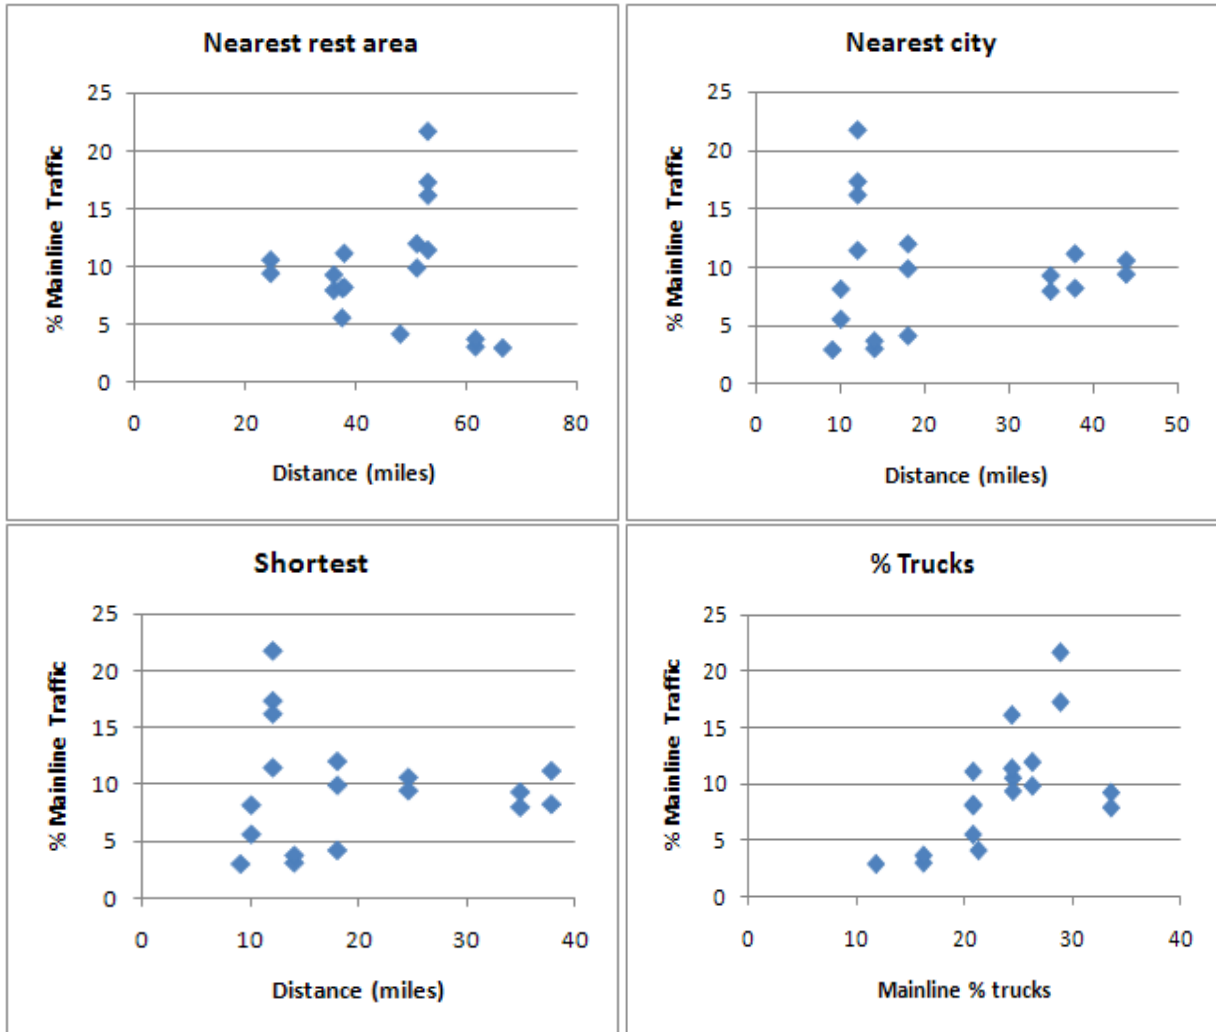 Nearest rest area
25
20
15
10
5
0
0 20 40 60 80
% Mainline Traffic
Distance (miles)
Nearest city
25
20
15
10
5
0
0 10 20 30 40 50
% Mainline Traffic
Distance (miles)
Shortest
25
20
15
10
5
0
0 10 20 30 40
% Mainline Traffic
Distance (miles)
% Trucks
25
20
15
10
5
0
0 10 20 30 40
% Mainline Traffic
Mainline % trucks